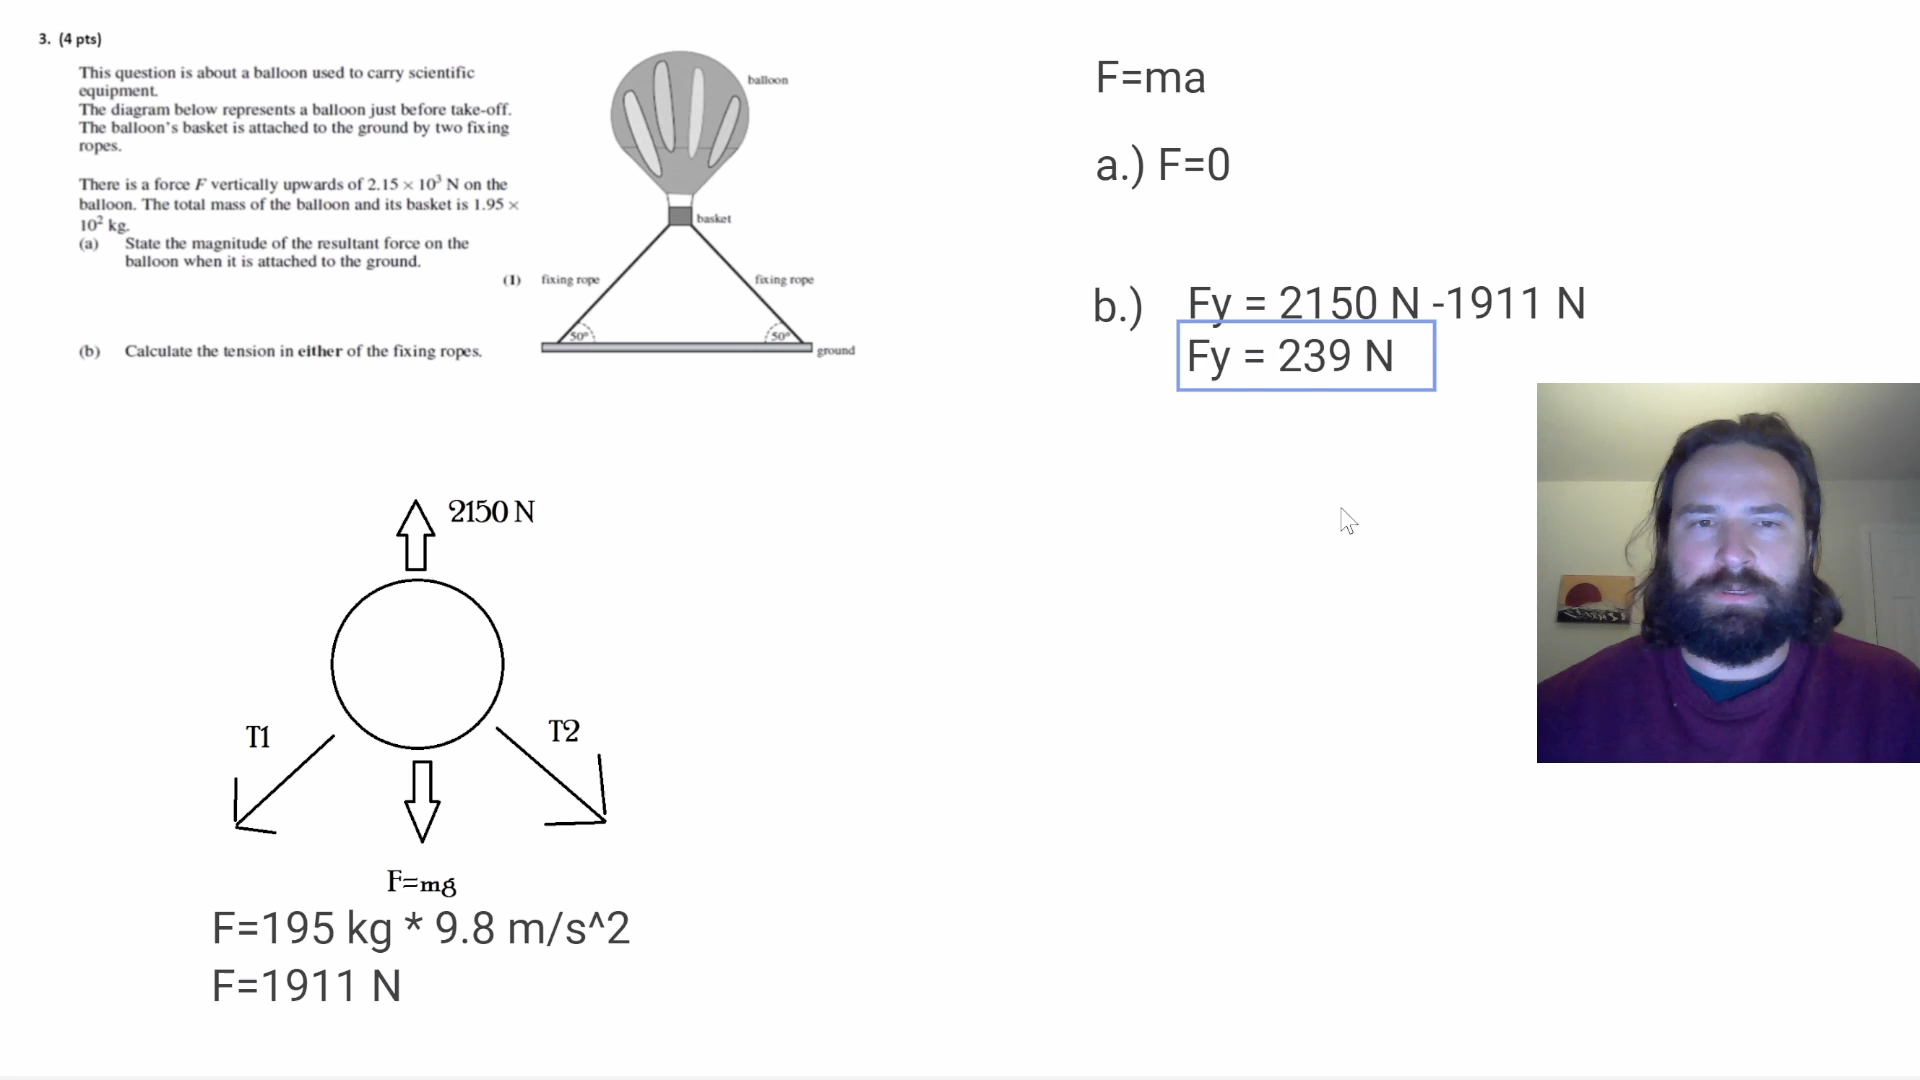 3. (4 pts)
This question is about a balloon used to carry scientific
equipment.
The diagram below represents a balloon just before take-off.
The balloon's basket is attached to the ground by two fixing
ropes.
There is a force F vertically upwards of 2.15 × 10³ N on the
balloon. The total mass of the balloon and its basket is 1.95 ×
10² kg.
(a) State the magnitude of the resultant force on the
balloon when it is attached to the ground.
(1)
(b) Calculate the tension in either of the fixing ropes.
balloon
basket
fixing rope
fixing rope
50°
50°
ground
2150 N
T1
T2
F=mg
F=195 kg * 9.8 m/s^2
F=1911 N
F=ma
a.) F=0
b.) Fy = 2150 N -1911 N
Fy = 239 N